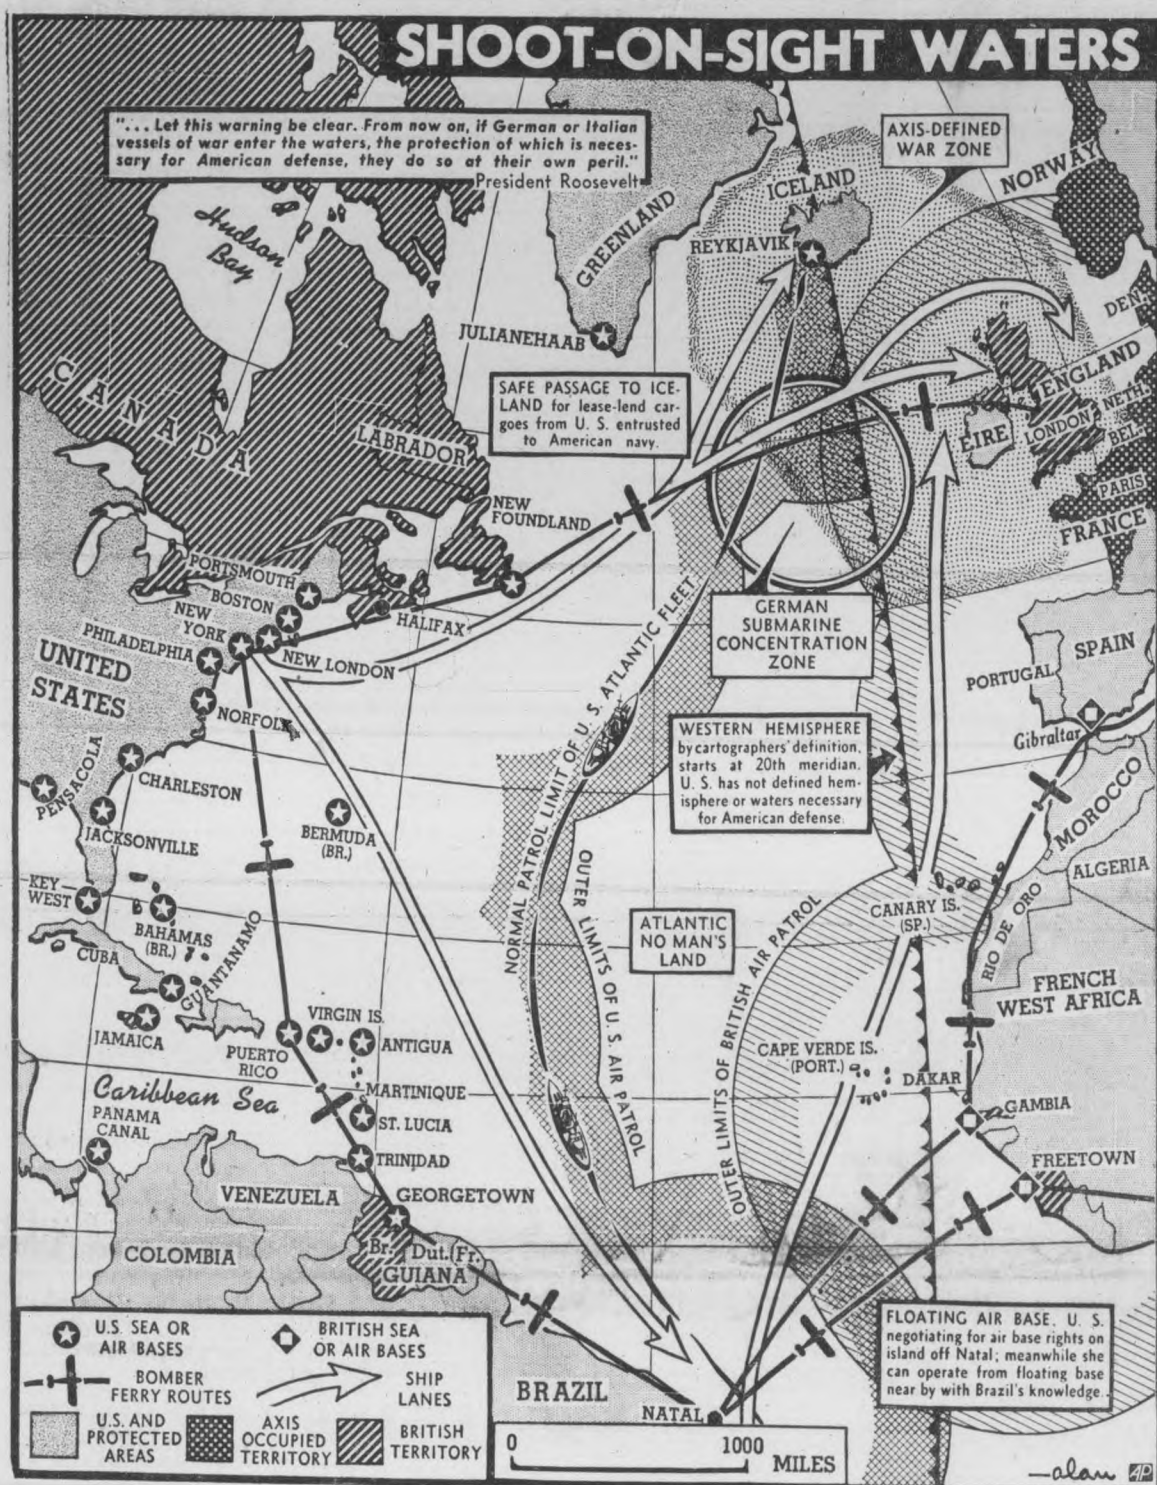 SHOOT-ON-SIGHT WATERS
"... Let this warning be clear. From now on, if German or Italian
vessels of war enter the waters, the protection of which is neces-
sary for American defense, they do so at their own peril."
President Roosevelt
AXIS-DEFINED
WAR ZONE
NORWAY
ICELAND
REYKJAVIK
GREENLAND
Hudson
Bay
JULIANEHAAB
DEN.
ENGLAND
NETH.
LONDON
BEL.
EIRE
PARIS
FRANCE
SAFE PASSAGE TO ICE-
LAND for lease-lend car-
goes from U. S. entrusted
to American navy.
CANADA
LABRADOR
NEW
FOUNDLAND
PORTSMOUTH
BOSTON
NEW
YORK
HALIFAX
PHILADELPHIA
NEW LONDON
UNITED
STATES
NORFOLK
GERMAN
SUBMARINE
CONCENTRATION
ZONE
SPAIN
PORTUGAL
Gibraltar
WESTERN HEMISPHERE
by cartographers' definition,
starts at 20th meridian.
U. S. has not defined hem-
isphere or waters necessary
for American defense.
NORMAL PATROL LIMIT OF U. S. ATLANTIC FLEET
PENSACOLA
CHARLESTON
JACKSONVILLE
BERMUDA
(BR.)
MOROCCO
ALGERIA
KEY
WEST
BAHAMAS
(BR.)
CUBA
GUANTANAMO
OUTER LIMITS OF U. S. AIR PATROL
ATLANTIC
NO MAN'S
LAND
OUTER LIMITS OF BRITISH AIR PATROL
CANARY IS.
(SP.)
RIO DE ORO
FRENCH
WEST AFRICA
JAMAICA
VIRGIN IS.
PUERTO
RICO
ANTIGUA
CAPE VERDE IS.
(PORT.)
DAKAR
Caribbean Sea
MARTINIQUE
PANAMA
CANAL
ST. LUCIA
GAMBIA
TRINIDAD
FREETOWN
VENEZUELA
GEORGETOWN
COLOMBIA
Br. Dut. Fr.
GUIANA
FLOATING AIR BASE. U. S.
negotiating for air base rights on
island off Natal; meanwhile she
can operate from floating base
near by with Brazil's knowledge.
BRAZIL
NATAL
U.S. SEA OR
AIR BASES
BRITISH SEA
OR AIR BASES
BOMBER
FERRY ROUTES
SHIP
LANES
U.S. AND
PROTECTED
AREAS
AXIS
OCCUPIED
TERRITORY
BRITISH
TERRITORY
0 1000
MILES
—alan AP